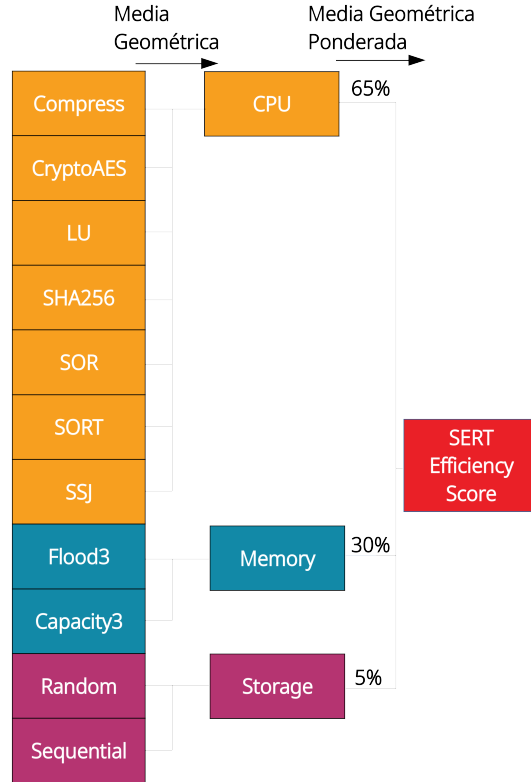 Media
Geométrica
Media Geométrica
Ponderada
Compress
CryptoAES
LU
SHA256
SOR
SORT
SSJ
Flood3
Capacity3
Random
Sequential
CPU
65%
Memory
30%
Storage
5%
SERT
Efficiency
Score